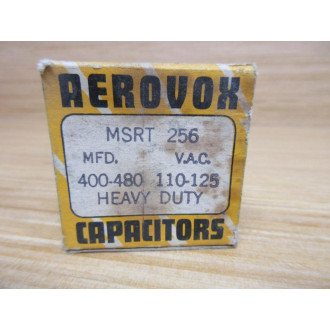 AEROVOX
MSRT 256
MFD. V.A.C.
400-480 110-125
HEAVY DUTY
CAPACITORS